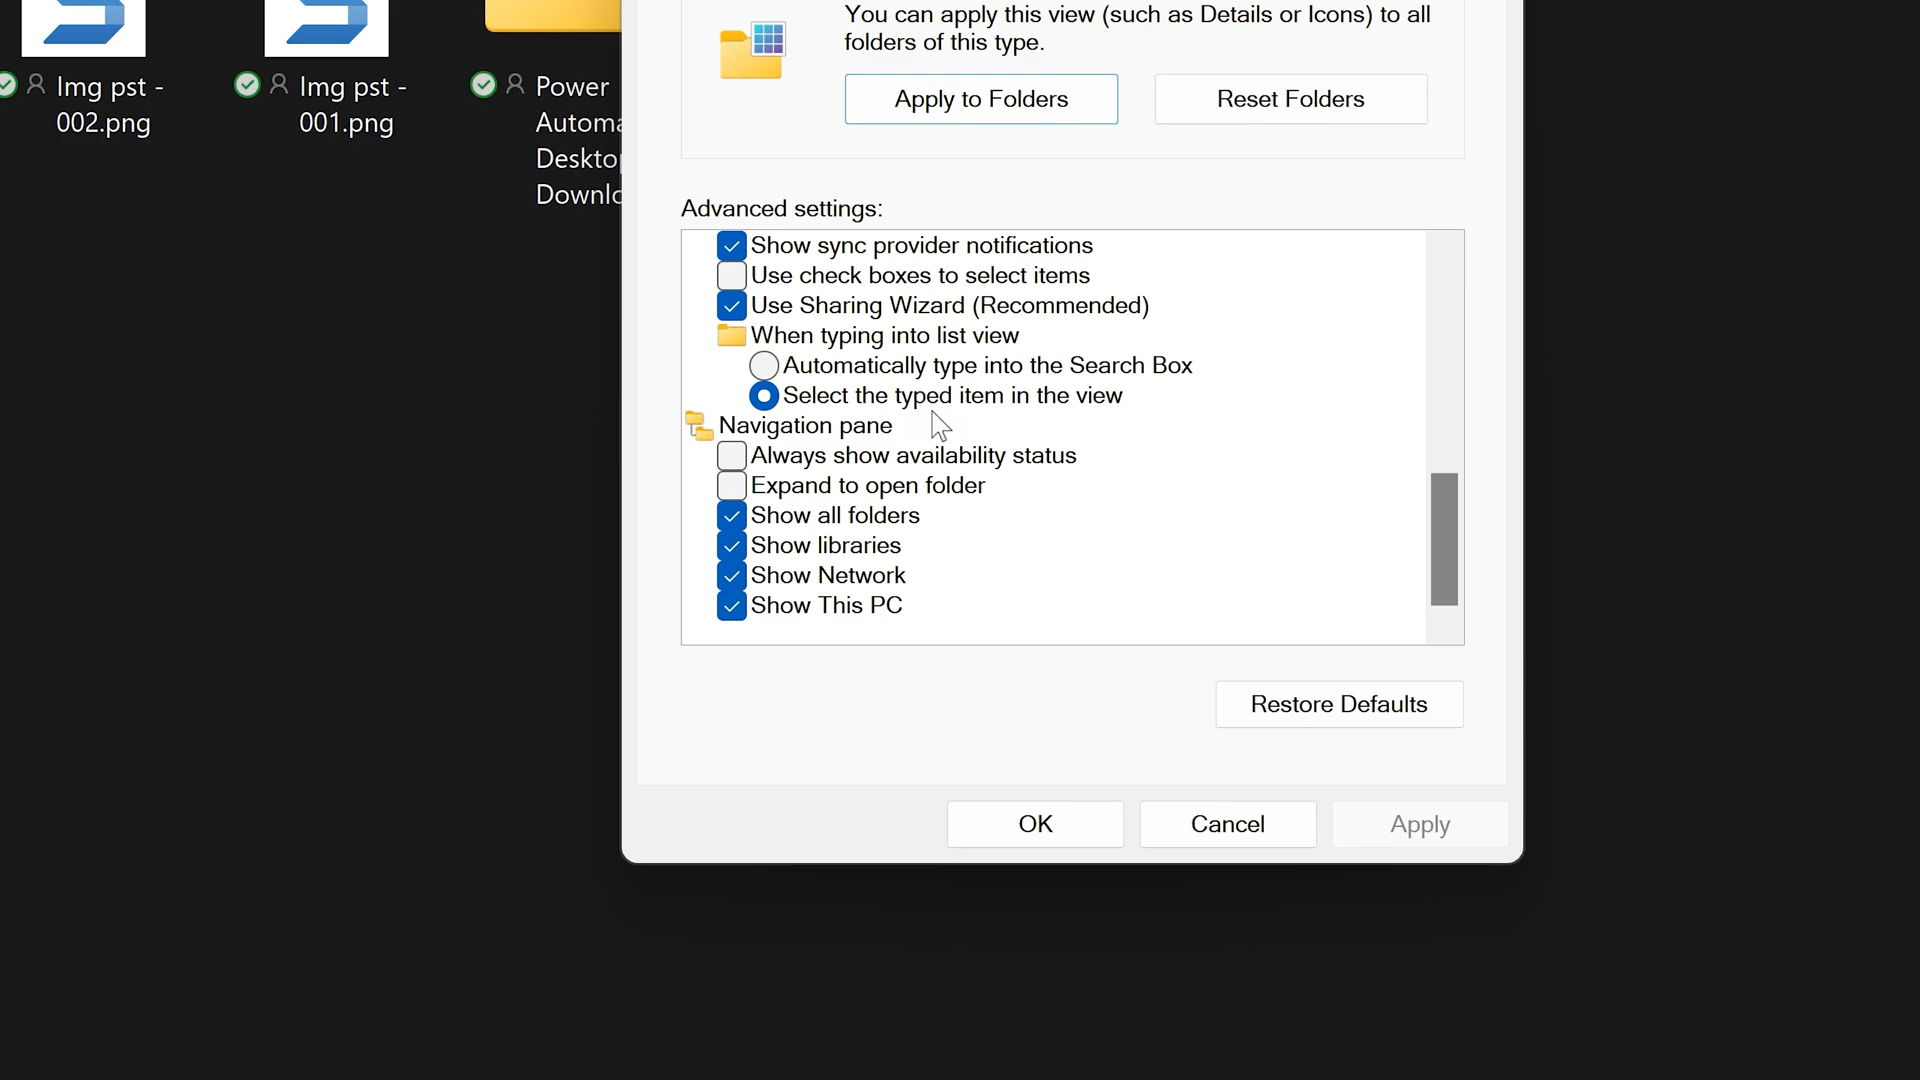 Img pst -
002.png
Img pst -
001.png
Power
Automa
Desktop
Downlo
You can apply this view (such as Details or Icons) to all
folders of this type.
Apply to Folders
Reset Folders
Advanced settings:
Show sync provider notifications
Use check boxes to select items
Use Sharing Wizard (Recommended)
When typing into list view
Automatically type into the Search Box
Select the typed item in the view
Navigation pane
Always show availability status
Expand to open folder
Show all folders
Show libraries
Show Network
Show This PC
Restore Defaults
OK
Cancel
Apply